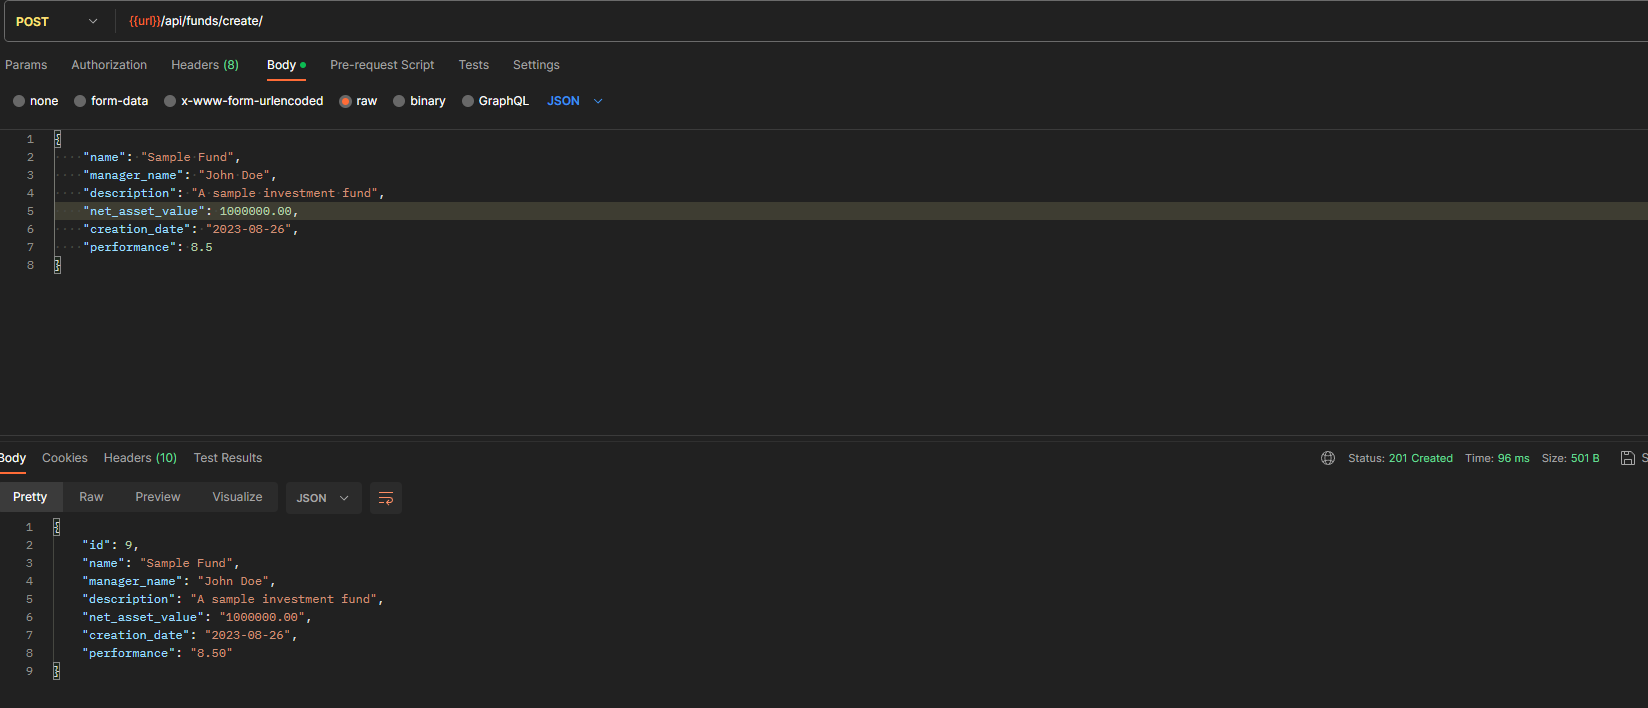 POST {{url}}/api/funds/create/
Params Authorization Headers (8) Body Pre-request Script Tests Settings
none form-data x-www-form-urlencoded raw binary GraphQL JSON
1 {
2 "name": "Sample Fund",
3 "manager_name": "John Doe",
4 "description": "A sample investment fund",
5 "net_asset_value": 1000000.00,
6 "creation_date": "2023-08-26",
7 "performance": 8.5
8 }
Body Cookies Headers (10) Test Results Status: 201 Created Time: 96 ms Size: 501 B S
Pretty Raw Preview Visualize JSON
1 {
2 "id": 9,
3 "name": "Sample Fund",
4 "manager_name": "John Doe",
5 "description": "A sample investment fund",
6 "net_asset_value": "1000000.00",
7 "creation_date": "2023-08-26",
8 "performance": "8.50"
9 }